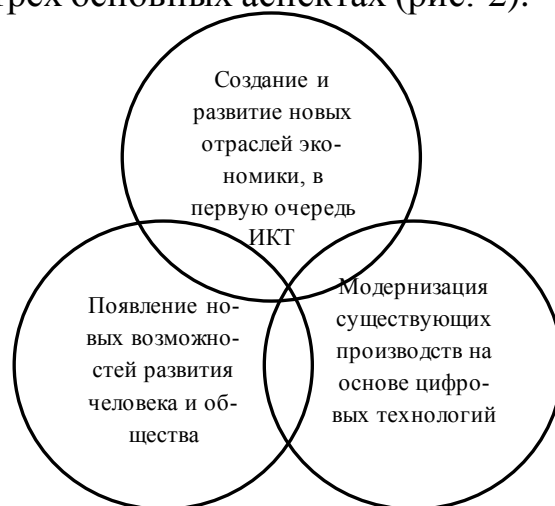 трех основных аспектах (рис. 2).
Создание и
развитие новых
отраслей эко-
номики, в
первую очередь
ИКТ
Появление но-
вых возможно-
стей развития
человека и об-
щества
Модернизация
существующих
производств на
основе цифро-
вых технологий